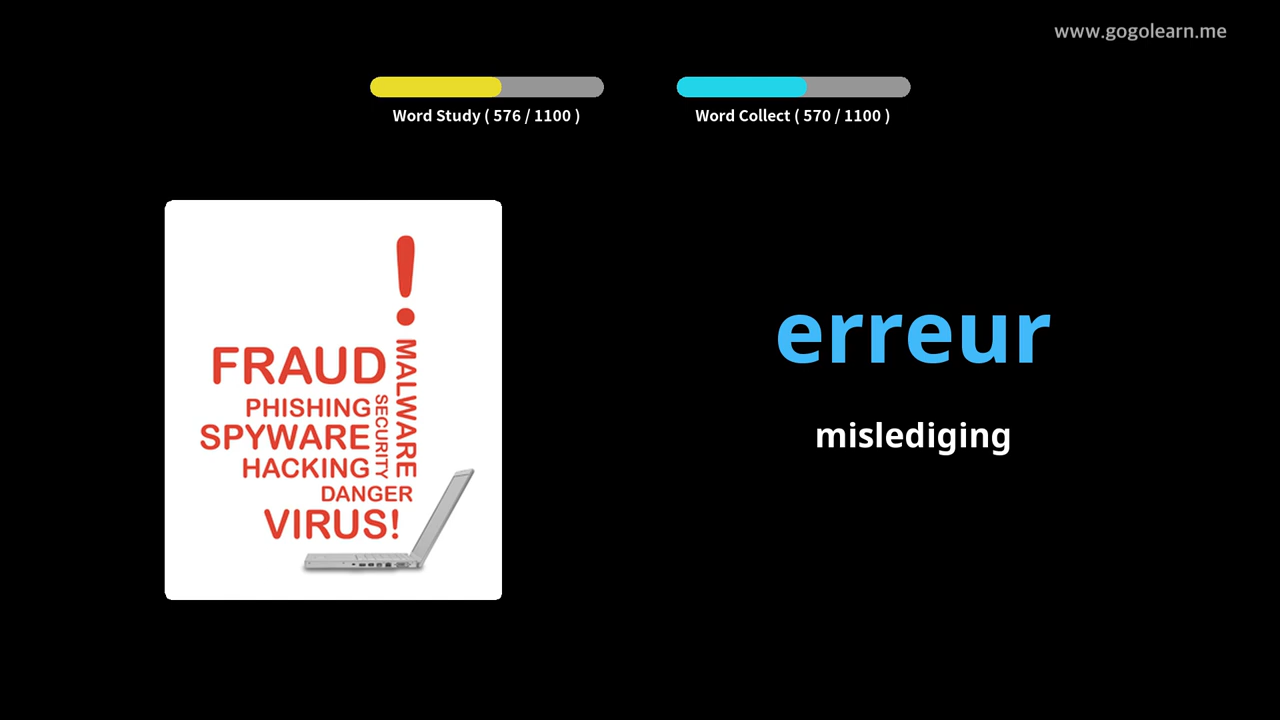 www.gogolearn.me
Word Study ( 576 / 1100 )
Word Collect ( 570 / 1100 )
!
FRAUD
MALWARE
PHISHING
SECURITY
SPYWARE
HACKING
DANGER
VIRUS!
erreur
mislediging